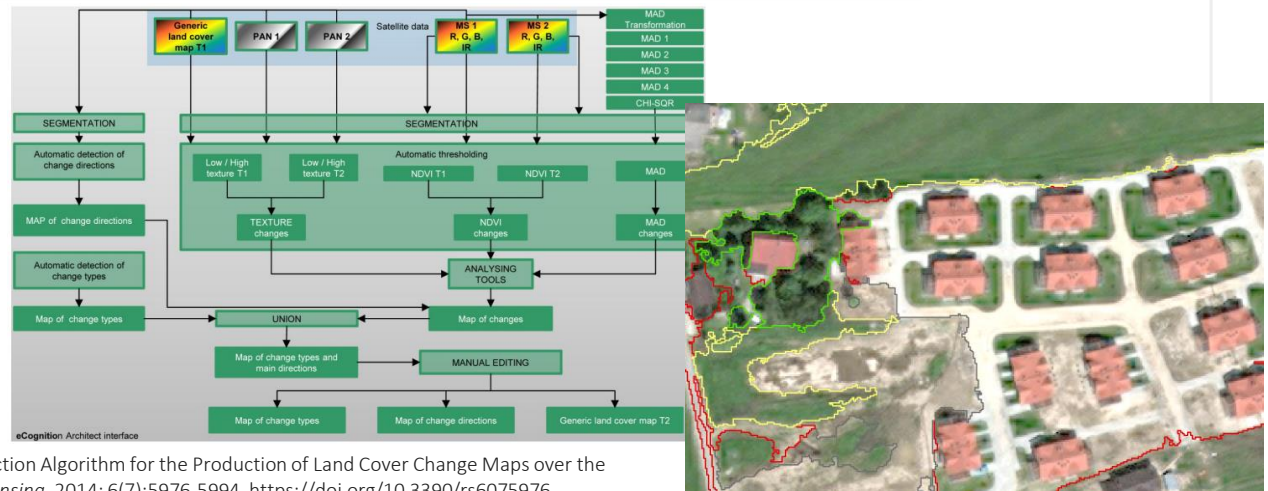 Generic
land cover
map T1
PAN 1
PAN 2
Satellite data
MS 1
R, G, B,
IR
MS 2
R, G, B,
IR
MAD
Transformation
MAD 1
MAD 2
MAD 3
MAD 4
CHI-SQR
SEGMENTATION
SEGMENTATION
Automatic detection of
change directions
MAP of change directions
Automatic detection of
change types
Map of change types
Automatic thresholding
Low / High
texture T1
Low / High
texture T2
NDVI T1
NDVI T2
MAD
TEXTURE
changes
NDVI
changes
MAD
changes
ANALYSING
TOOLS
UNION
Map of changes
Map of change types and
main directions
MANUAL EDITING
Map of change types
Map of change directions
Generic land cover map T2
eCognition Architect interface
ction Algorithm for the Production of Land Cover Change Maps over the
nsing. 2014; 6(7):5976-5994. https://doi.org/10.3390/rs6075976